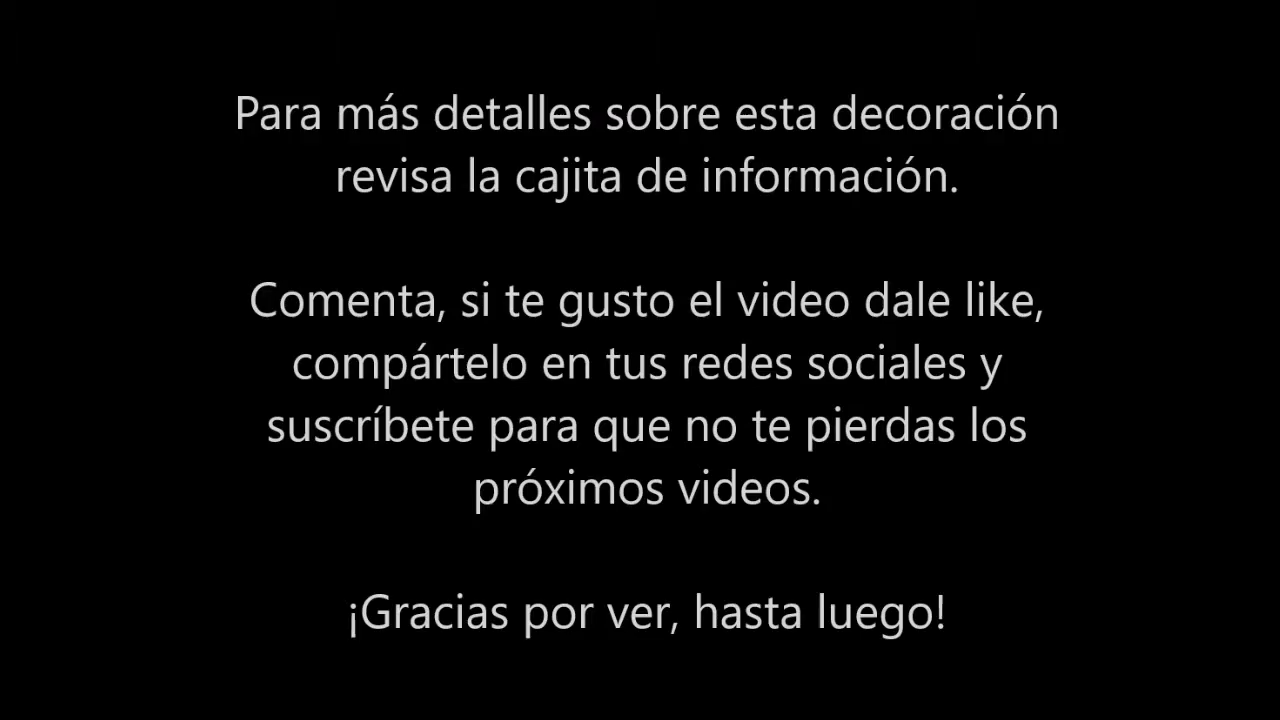 Para más detalles sobre esta decoración
revisa la cajita de información.
Comenta, si te gusto el video dale like,
compártelo en tus redes sociales y
suscríbete para que no te pierdas los
próximos videos.
¡Gracias por ver, hasta luego!